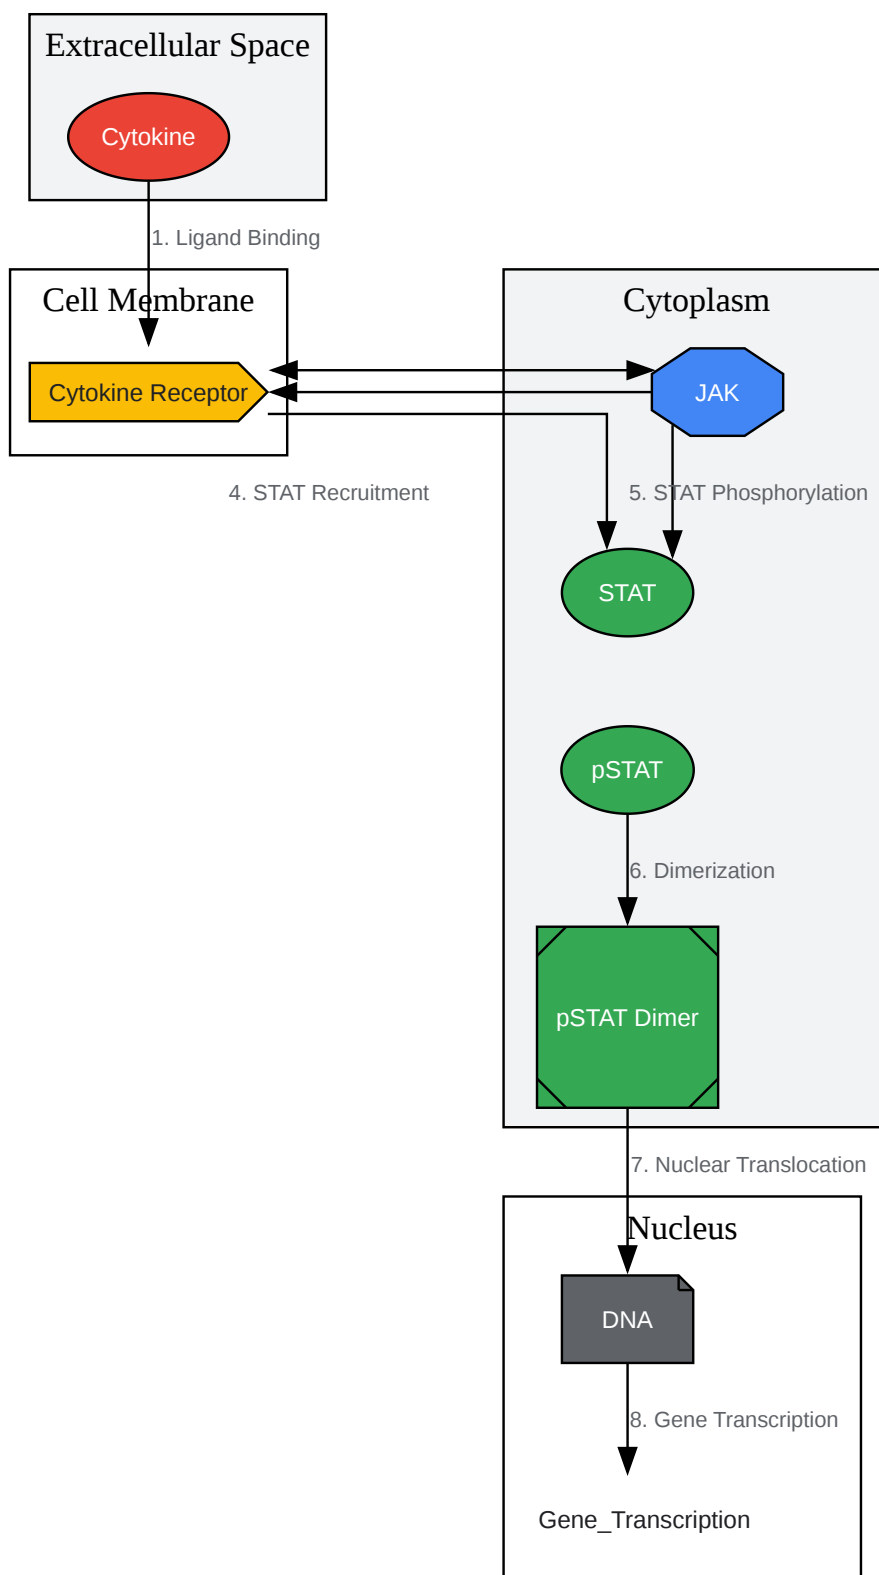 Extracellular Space
Cytokine
1. Ligand Binding
Cell Membrane
Cytoplasm
Cytokine Receptor
JAK
4. STAT Recruitment
5. STAT Phosphorylation
STAT
pSTAT
6. Dimerization
pSTAT Dimer
7. Nuclear Translocation
Nucleus
DNA
8. Gene Transcription
Gene_Transcription